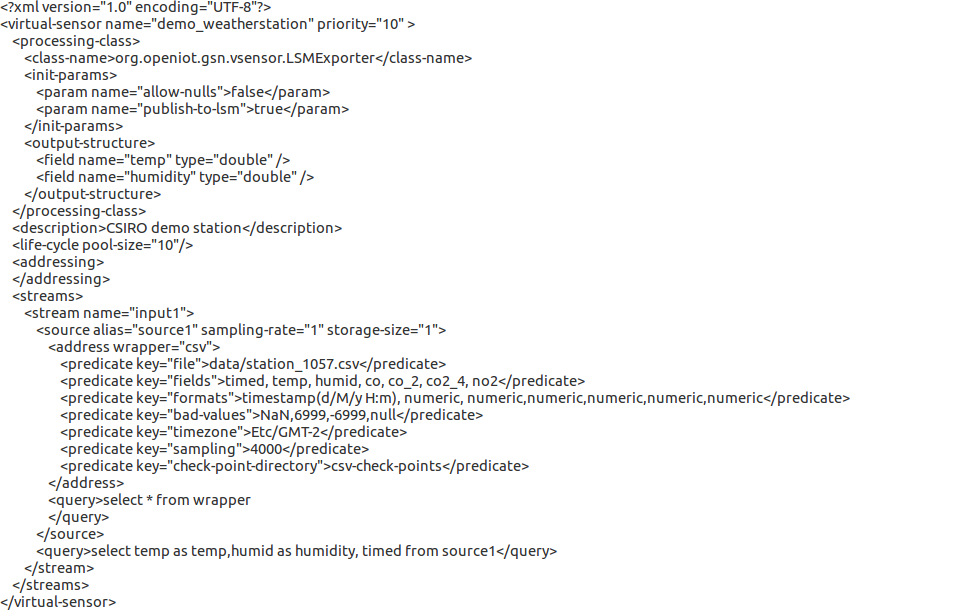 <?xml version="1.0" encoding="UTF-8"?>
<virtual-sensor name="demo_weatherstation" priority="10" >
<processing-class>
<class-name>org.openiot.gsn.vsensor.LSMExporter</class-name>
<init-params>
<param name="allow-nulls">false</param>
<param name="publish-to-lsm">true</param>
</init-params>
<output-structure>
<field name="temp" type="double" />
<field name="humidity" type="double" />
</output-structure>
</processing-class>
<description>CSIRO demo station</description>
<life-cycle pool-size="10"/>
<addressing>
</addressing>
<streams>
<stream name="input1">
<source alias="source1" sampling-rate="1" storage-size="1">
<address wrapper="csv">
<predicate key="file">data/station_1057.csv</predicate>
<predicate key="fields">timed, temp, humid, co, co_2, co2_4, no2</predicate>
<predicate key="formats">timestamp(d/M/y H:m), numeric, numeric,numeric,numeric,numeric,numeric</predicate>
<predicate key="bad-values">NaN,6999,-6999,null</predicate>
<predicate key="timezone">Etc/GMT-2</predicate>
<predicate key="sampling">4000</predicate>
<predicate key="check-point-directory">csv-check-points</predicate>
</address>
<query>select * from wrapper
</query>
</source>
<query>select temp as temp,humid as humidity, timed from source1</query>
</stream>
</streams>
</virtual-sensor>